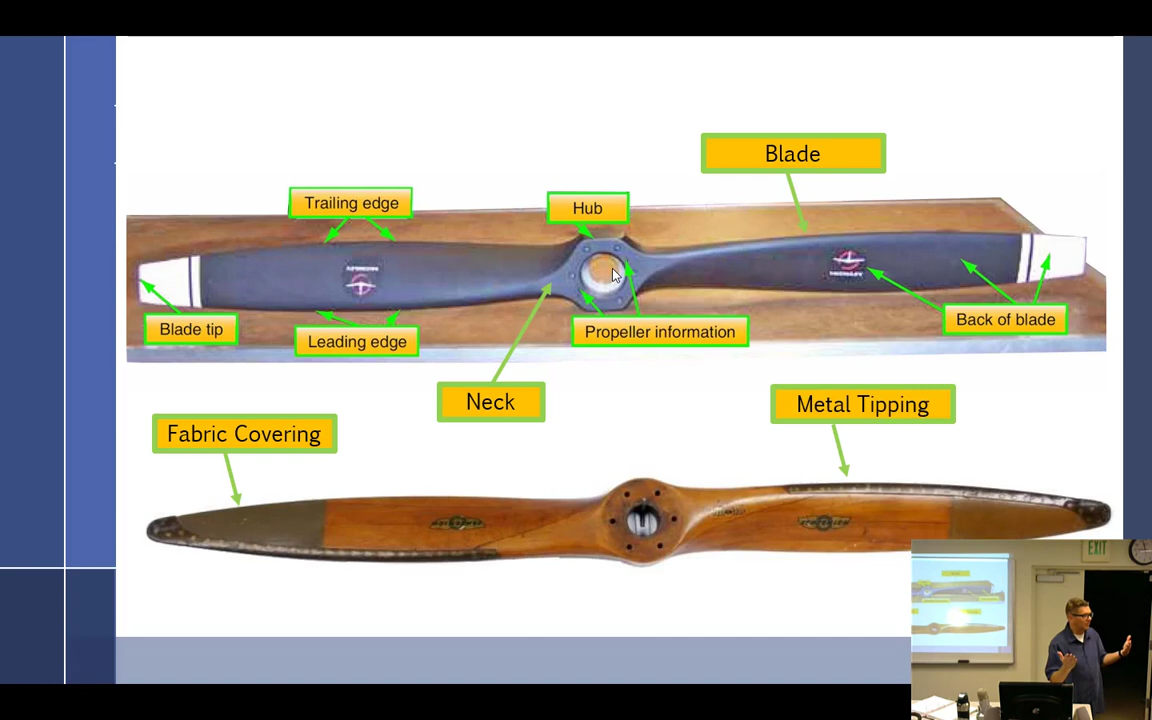 Blade
Trailing edge
Hub
Blade tip
Leading edge
Propeller information
Back of blade
Neck
Metal Tipping
Fabric Covering
EXIT